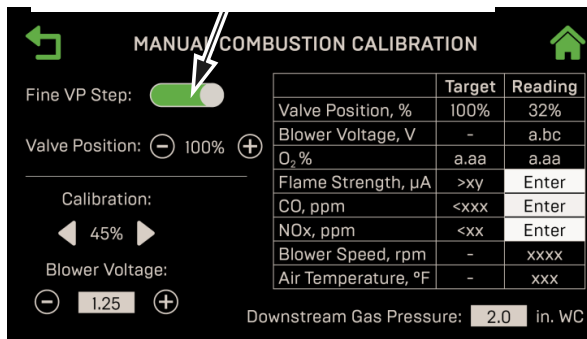 MANUAL COMBUSTION CALIBRATION
Fine VP Step:
Valve Position: 100%
Calibration:
45%
Blower Voltage:
1.25
Target Reading
Valve Position, % 100% 32%
Blower Voltage, V - a.bc
O₂% a.aa a.aa
Flame Strength, µA >xy Enter
CO, ppm <xxx Enter
NOx, ppm <xx Enter
Blower Speed, rpm - xxxx
Air Temperature, °F - xxx
Downstream Gas Pressure: 2.0 in. WC